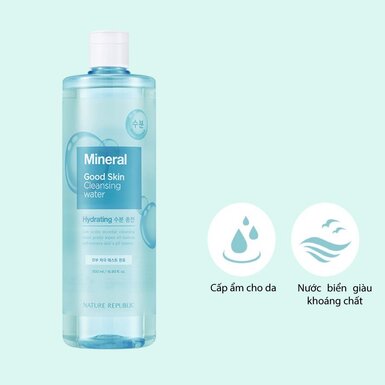 수분
Mineral
Good Skin
Cleansing
water
Hydrating 수분 충전
NATURE REPUBLIC
Cấp ẩm cho da
Nước biển giàu
khoáng chất